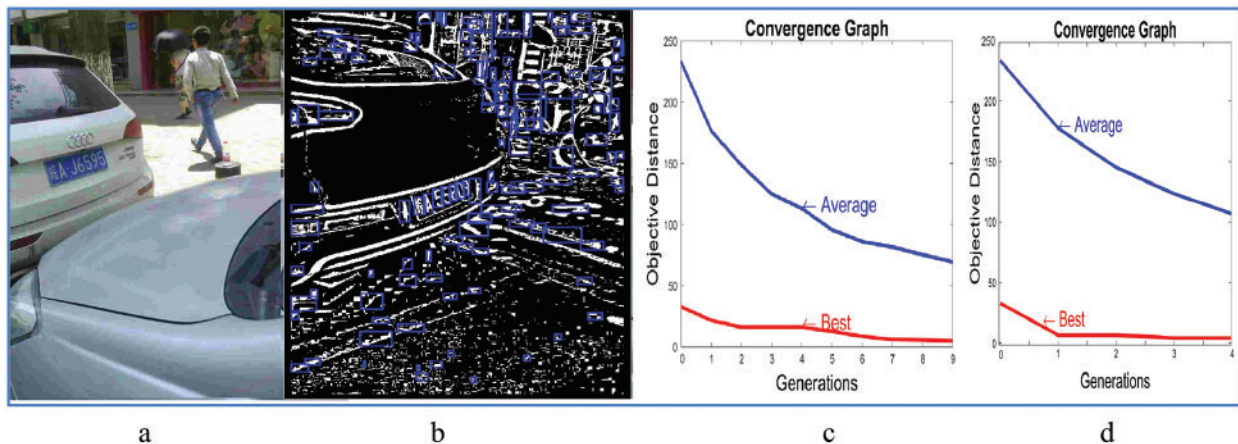 皖A·J6595
Convergence Graph
250
200
150
100
50
0
Objective Distance
← Average
← Best
0 1 2 3 4 5 6 7 8 9
Generations
Convergence Graph
250
200
150
100
50
0
Objective Distance
← Average
← Best
0 1 2 3 4
Generations
a b c d